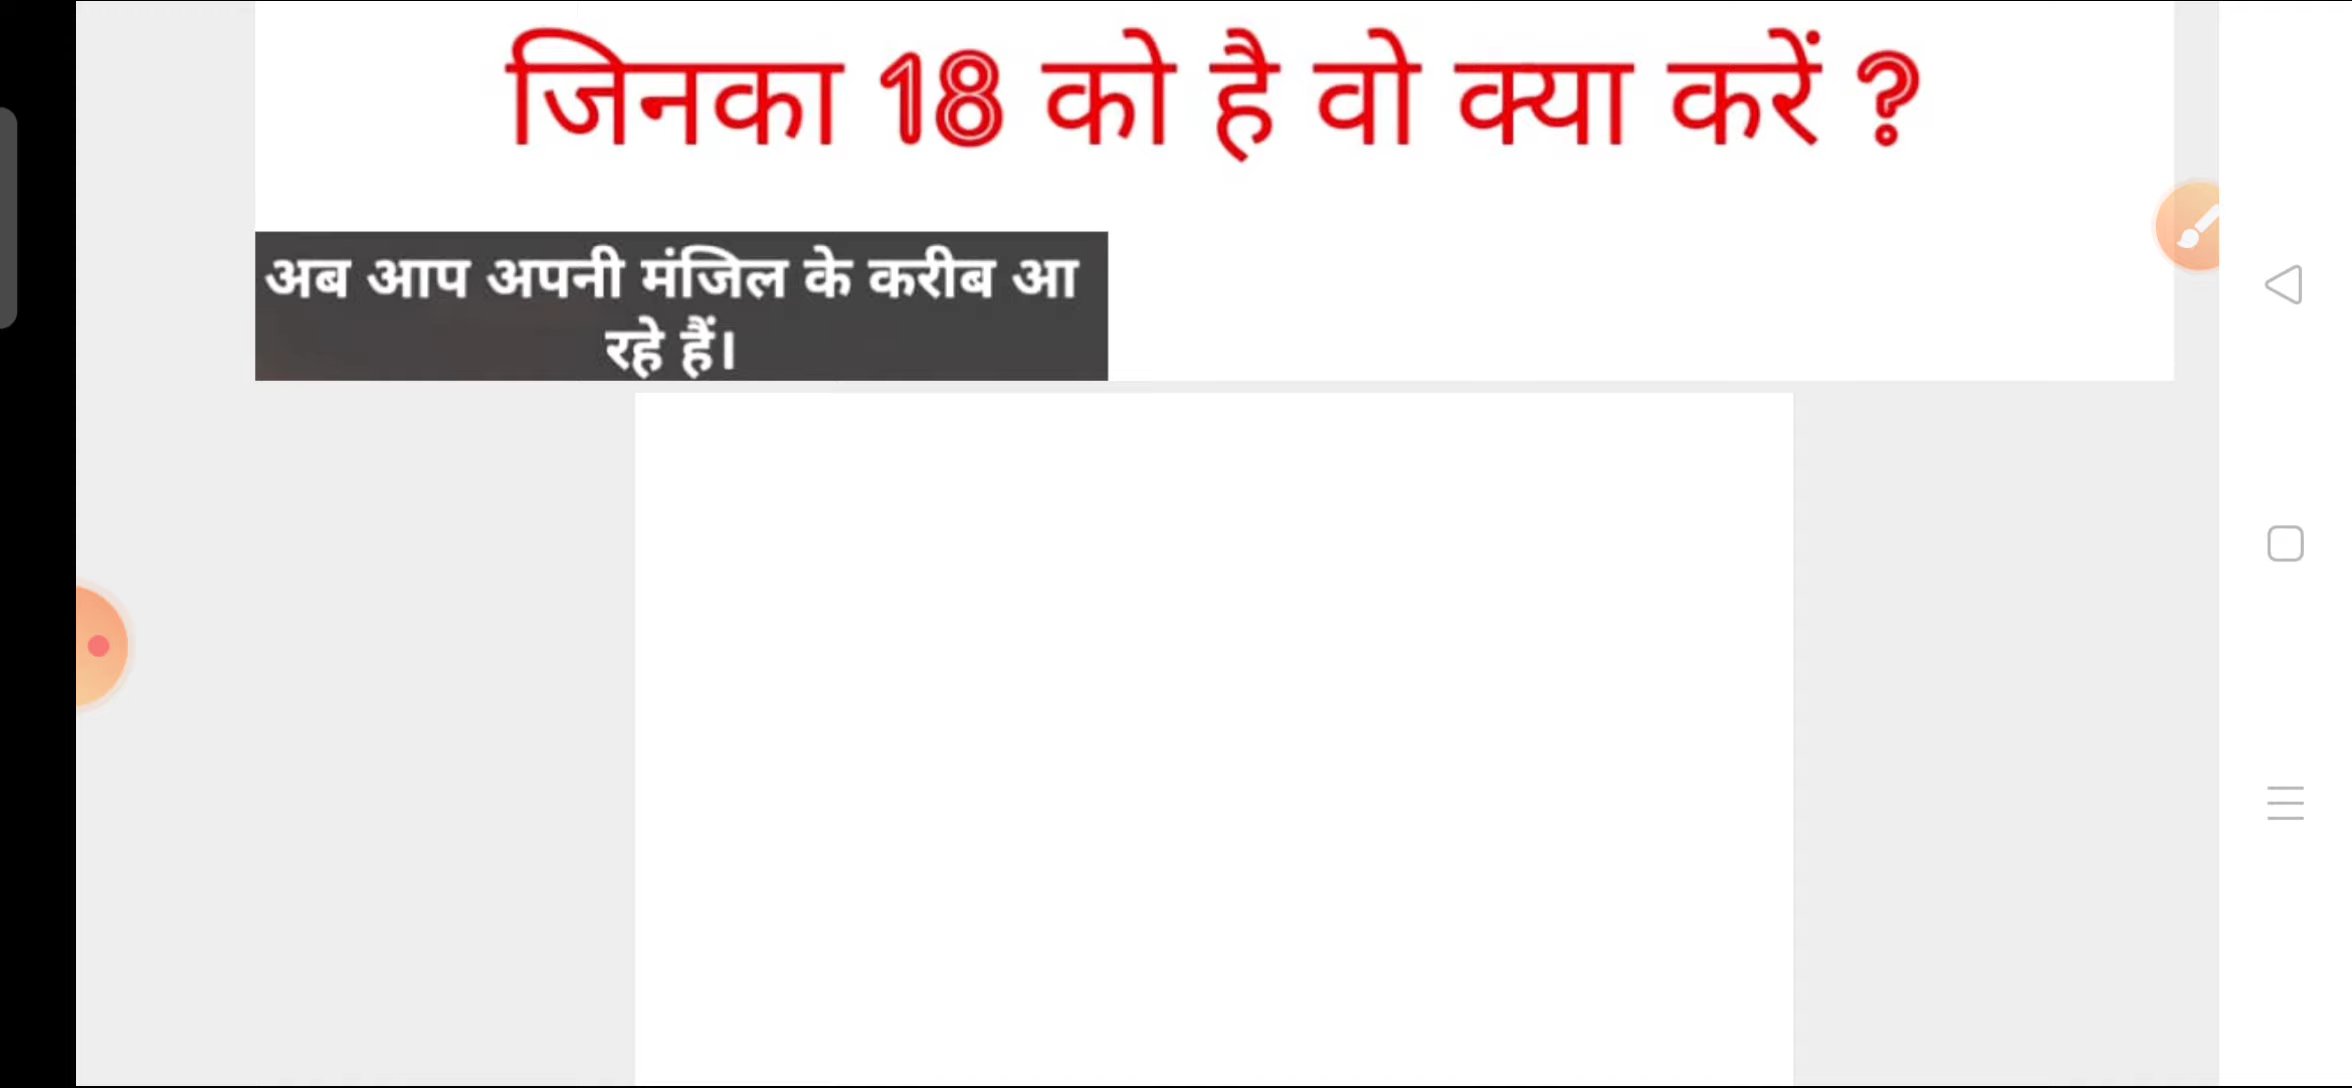 जिनका 18 को है वो क्या करें ?
अब आप अपनी मंजिल के करीब आ
रहे हैं।